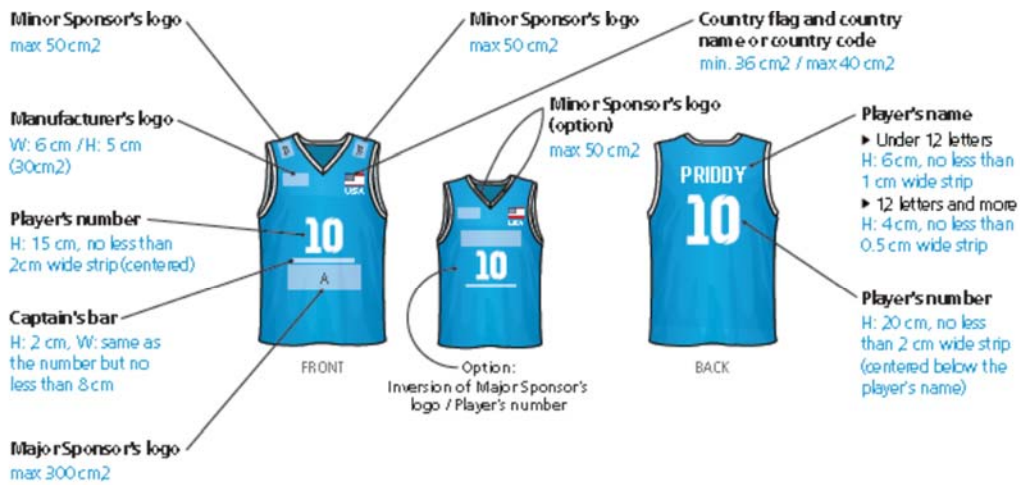 Minor Sponsor's logo
max 50 cm2
Minor Sponsor's logo
max 50 cm2
Country flag and country
name or country code
min. 36 cm2 / max 40 cm2
Manufacturer's logo
W: 6 cm / H: 5 cm
(30cm2)
Minor Sponsor's logo
(option)
max 50 cm2
Player's name
▸ Under 12 letters
H: 6 cm, no less than
1 cm wide strip
▸ 12 letters and more
H: 4 cm, no less than
0.5 cm wide strip
Player's number
H: 15 cm, no less than
2cm wide strip (centered)
USA
10
A
USA
10
PRIDDY
10
Captain's bar
H: 2 cm, W: same as
the number but no
less than 8 cm
Player's number
H: 20 cm, no less
than 2 cm wide strip
(centered below the
player's name)
FRONT
Option:
Inversion of Major Sponsor's
logo / Player's number
BACK
Major Sponsor's logo
max 300 cm2